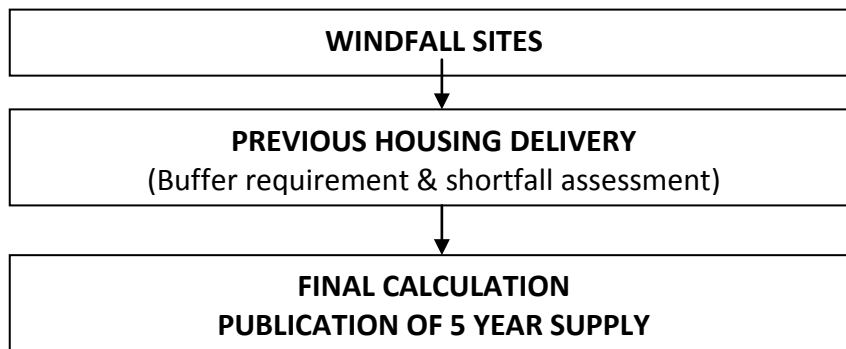 WINDFALL SITES
PREVIOUS HOUSING DELIVERY
(Buffer requirement & shortfall assessment)
FINAL CALCULATION
PUBLICATION OF 5 YEAR SUPPLY